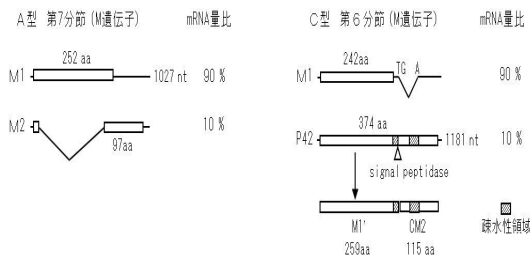 A型 第7分節 (M遺伝子) mRNA量比
252 aa
M1 1027 nt 90 %
M2 10 %
97aa
C型 第6分節 (M遺伝子) mRNA量比
242aa
TG A
M1 90 %
374 aa
P42 1181 nt 10 %
signal peptidase
M1' CM2 疎水性領域
259aa 115 aa